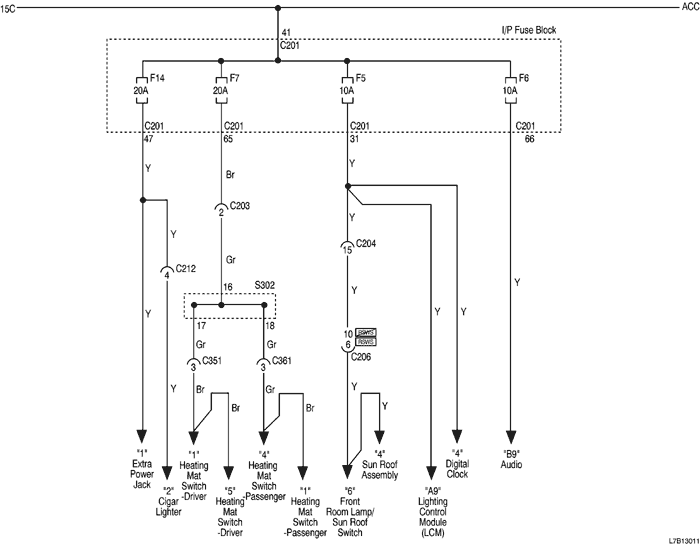 15C
ACC
41
C201
I/P Fuse Block
F14
20A
F7
20A
F5
10A
F6
10A
C201
47
C201
65
C201
31
C201
66
Y
Br
Y
C203
2
Y
Y
C204
15
C212
4
Gr
16
S302
Y
Y
Y
Y
Y
17
18
Gr
Gr
10 BSWS
6 RSWS
C206
C351
3
C361
3
Y
Br
Br
Gr
Br
Y
Y
"1"
Extra
Power
Jack
"2"
Cigar
Lighter
"1"
Heating
Mat
Switch
-Driver
"5"
Heating
Mat
Switch
-Driver
"4"
Heating
Mat
Switch
-Passenger
"1"
Heating
Mat
Switch
-Passenger
"6"
Front
Room Lamp/
Sun Roof
Switch
"4"
Sun Roof
Assembly
"A9"
Lighting
Control
Module
(LCM)
"4"
Digital
Clock
"B9"
Audio
L7B13011